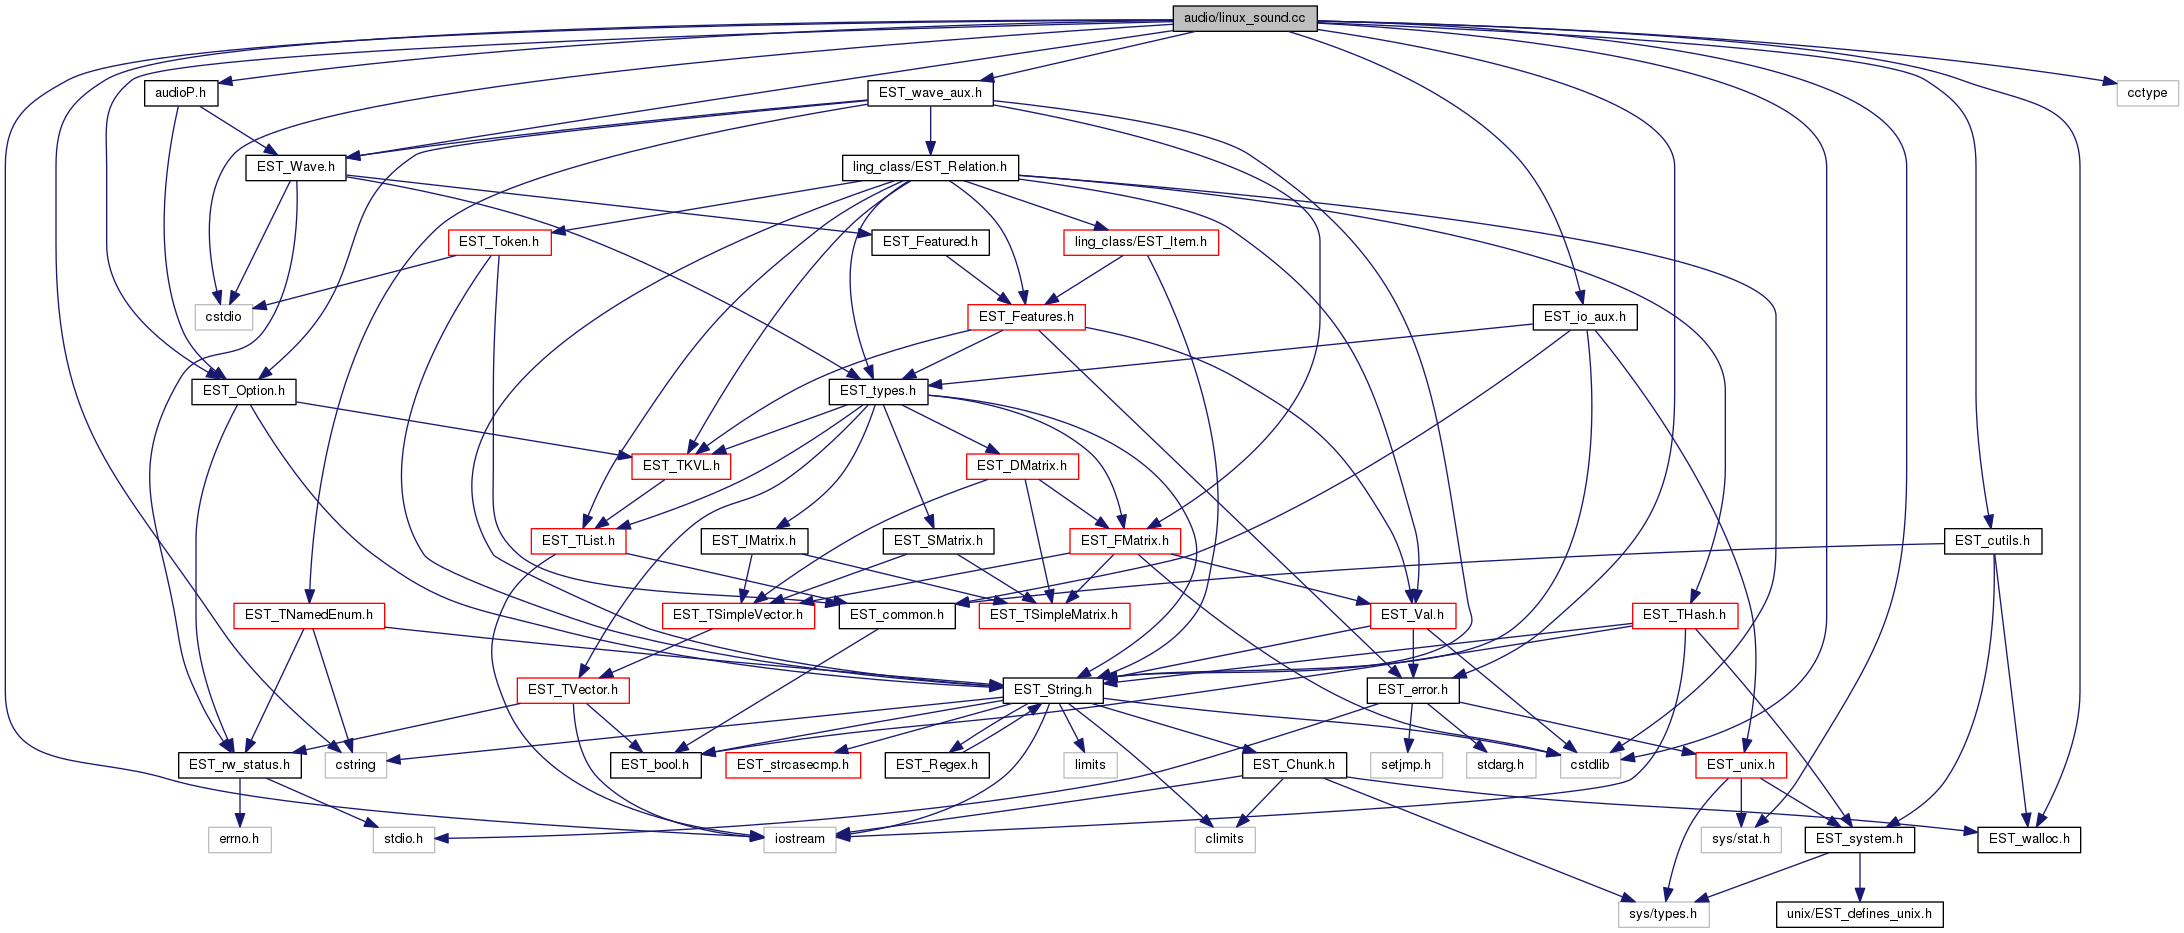 audio/linux_sound.cc
audioP.h
EST_wave_aux.h
cctype
EST_Wave.h
ling_class/EST_Relation.h
EST_Token.h
EST_Featured.h
ling_class/EST_Item.h
cstdio
EST_Features.h
EST_io_aux.h
EST_Option.h
EST_types.h
EST_TKVL.h
EST_DMatrix.h
EST_TList.h
EST_IMatrix.h
EST_SMatrix.h
EST_FMatrix.h
EST_cutils.h
EST_TNamedEnum.h
EST_TSimpleVector.h
EST_common.h
EST_TSimpleMatrix.h
EST_Val.h
EST_THash.h
EST_TVector.h
EST_String.h
EST_error.h
EST_rw_status.h
cstring
EST_bool.h
EST_strcasecmp.h
EST_Regex.h
limits
EST_Chunk.h
setjmp.h
stdarg.h
cstdlib
EST_unix.h
errno.h
stdio.h
iostream
climits
sys/stat.h
EST_system.h
EST_walloc.h
sys/types.h
unix/EST_defines_unix.h